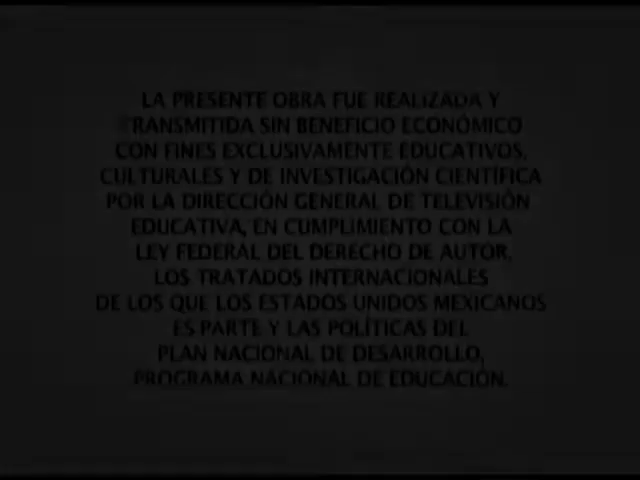 LA PRESENTE OBRA FUE REALIZADA Y
TRANSMITIDA SIN BENEFICIO ECONÓMICO
CON FINES EXCLUSIVAMENTE EDUCATIVOS,
CULTURALES Y DE INVESTIGACIÓN CIENTÍFICA
POR LA DIRECCIÓN GENERAL DE TELEVISIÓN
EDUCATIVA, EN CUMPLIMIENTO CON LA
LEY FEDERAL DEL DERECHO DE AUTOR,
LOS TRATADOS INTERNACIONALES
DE LOS QUE LOS ESTADOS UNIDOS MEXICANOS
ES PARTE Y LAS POLÍTICAS DEL
PLAN NACIONAL DE DESARROLLO,
PROGRAMA NACIONAL DE EDUCACIÓN.